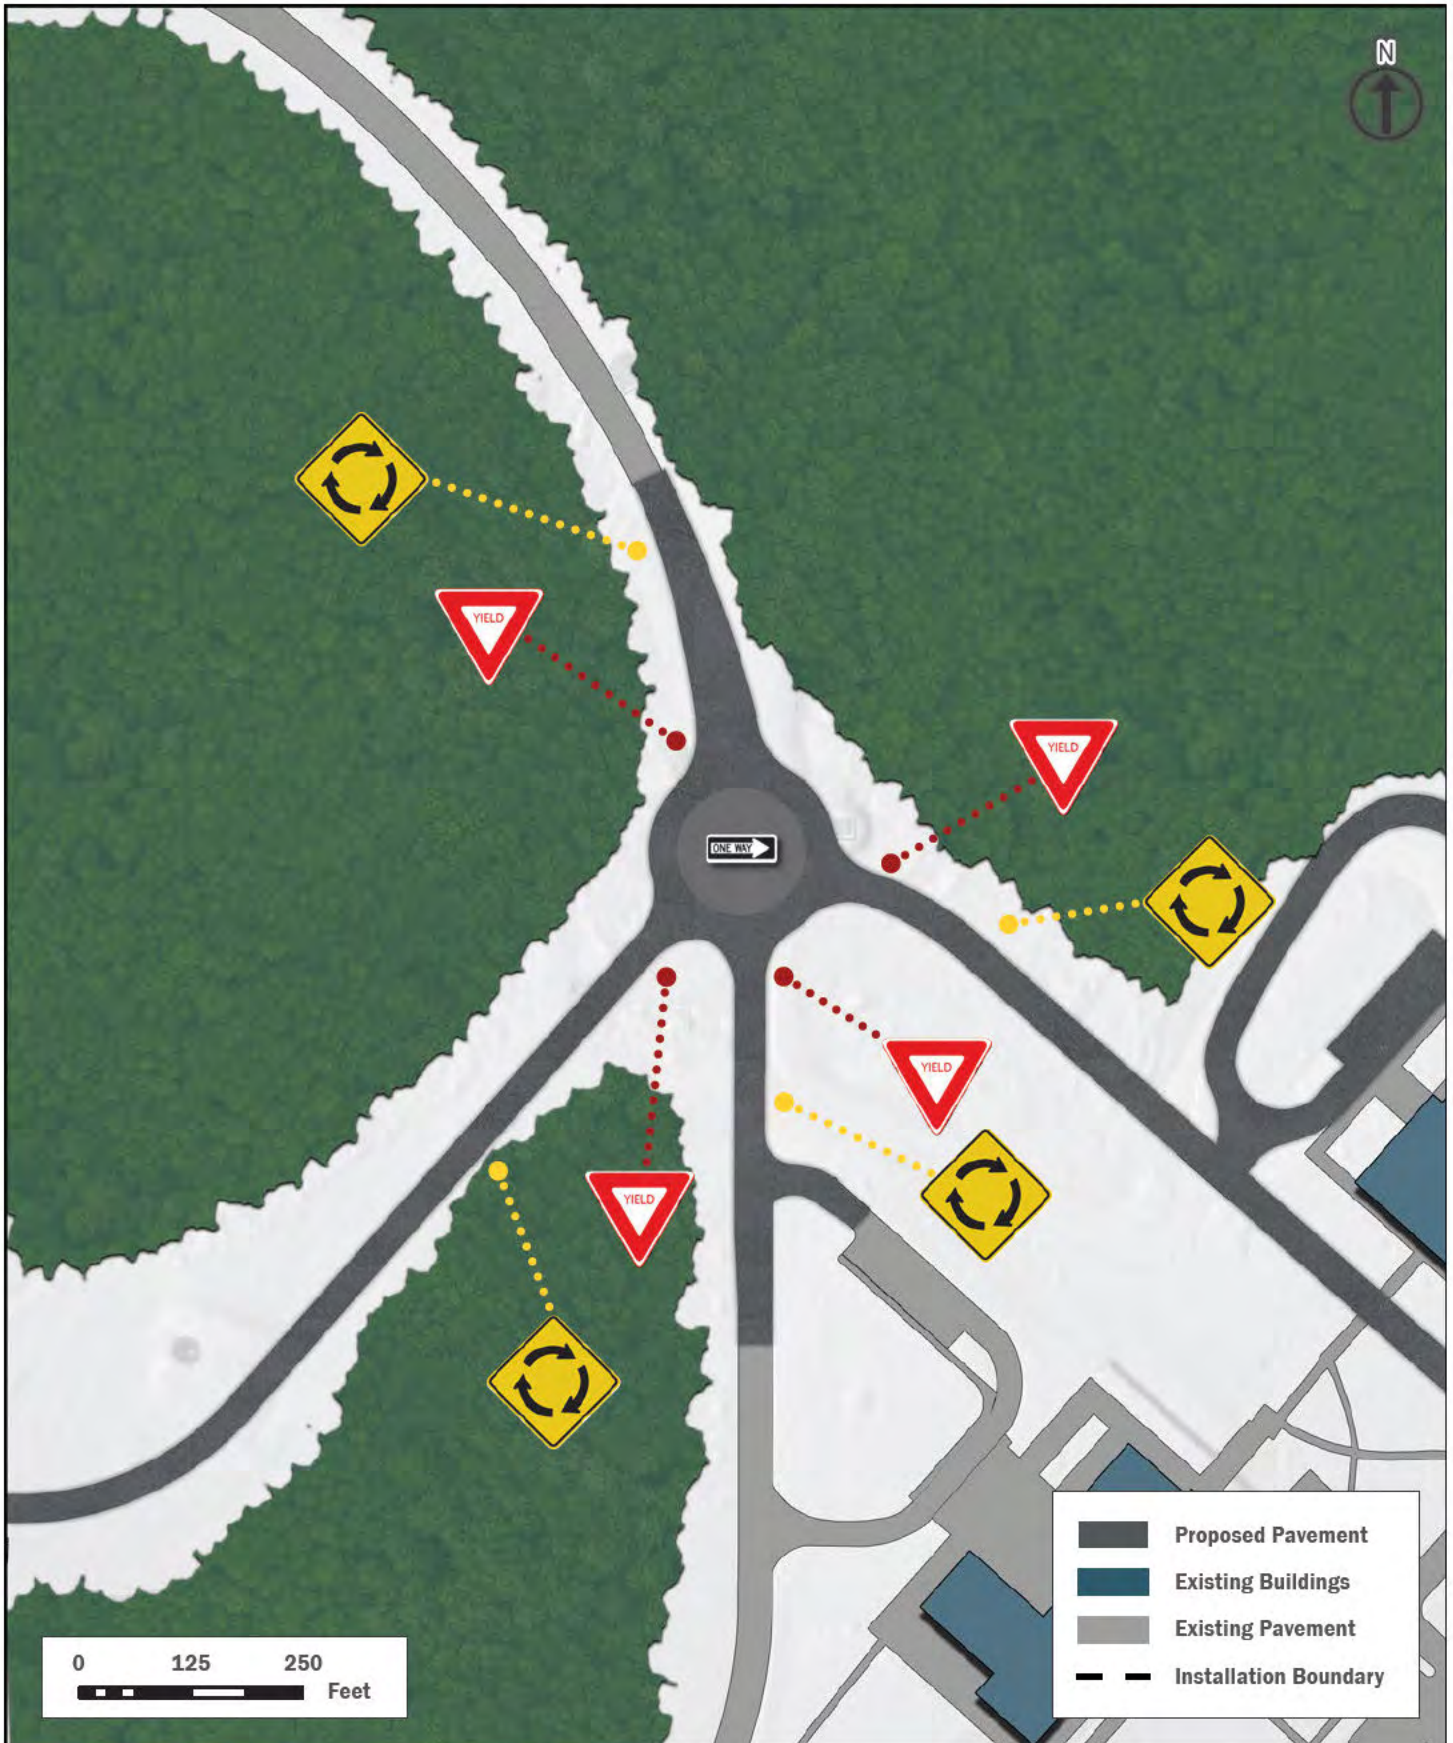 N
YIELD
YIELD
ONE WAY
YIELD
YIELD
Proposed Pavement
Existing Buildings
Existing Pavement
Installation Boundary
0 125 250
Feet